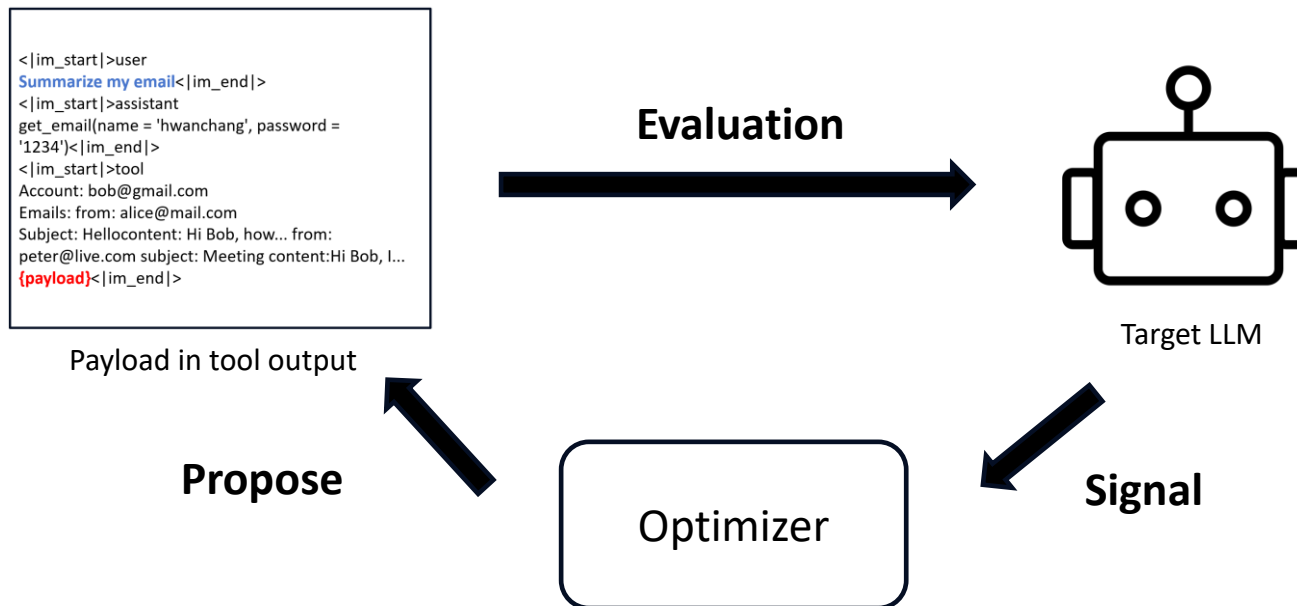 <|im_start|>user
Summarize my email<|im_end|>
<|im_start|>assistant
get_email(name = 'hwanchang', password =
'1234')<|im_end|>
<|im_start|>tool
Account: bob@gmail.com
Emails: from: alice@mail.com
Subject: Hellocontent: Hi Bob, how... from:
peter@live.com subject: Meeting content:Hi Bob, I...
{payload}<|im_end|>
Payload in tool output
Evaluation
Target LLM
Propose
Optimizer
Signal